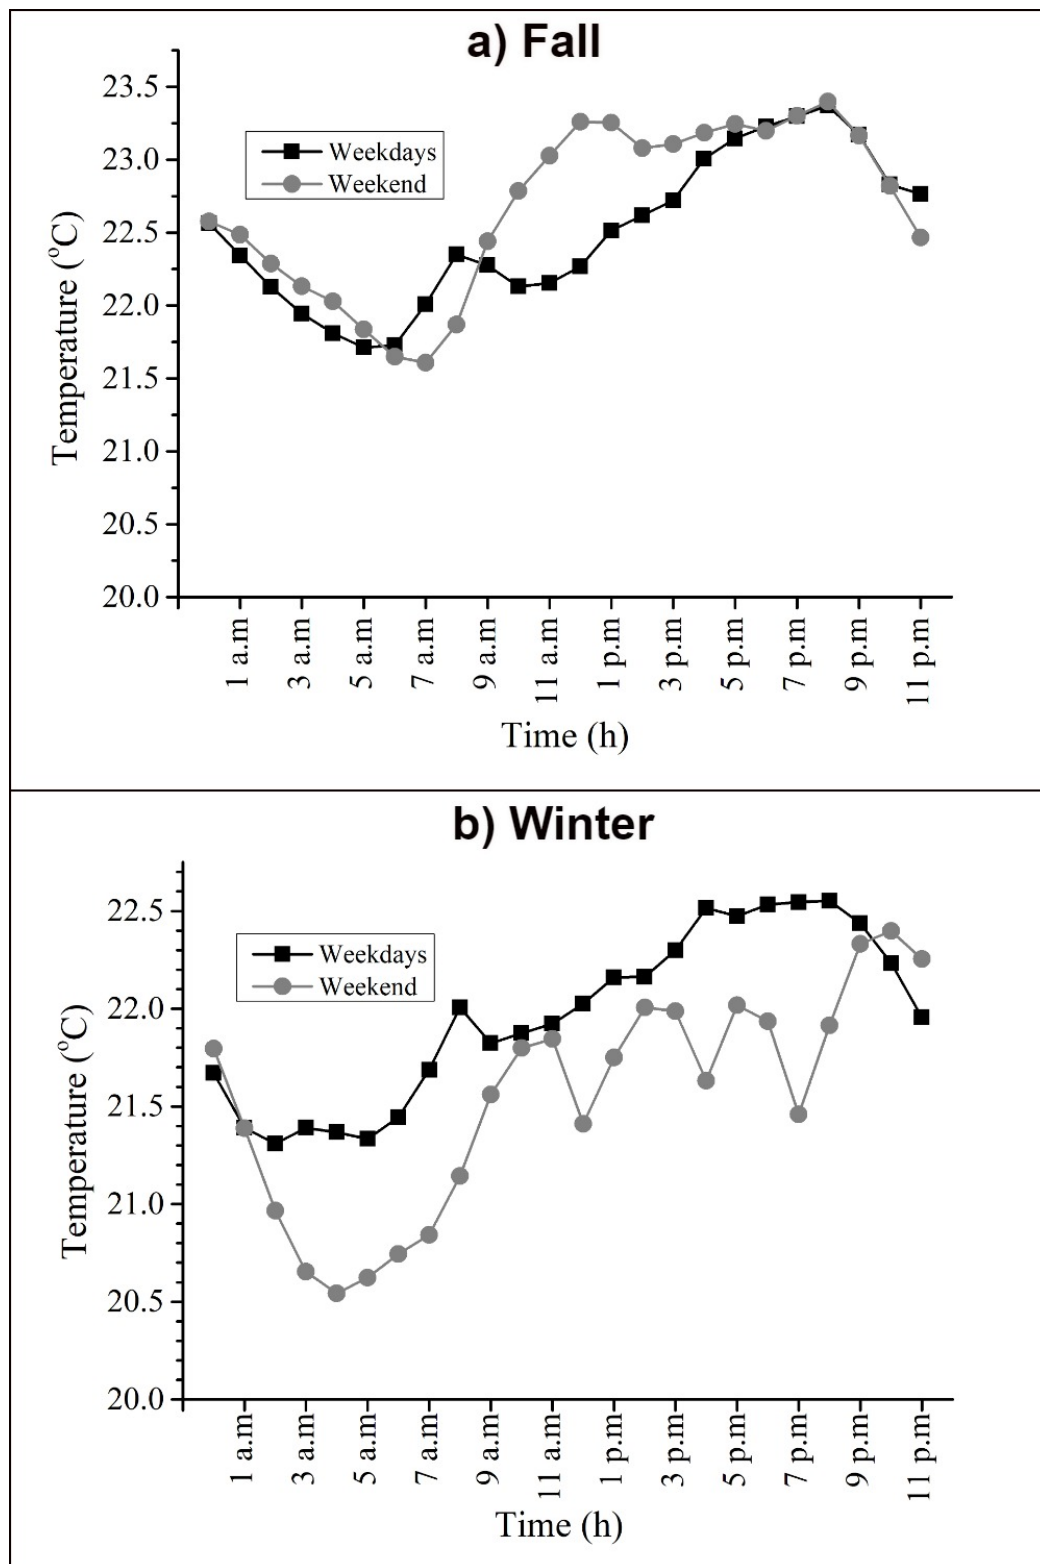 a) Fall
23.5
23.0
22.5
22.0
21.5
21.0
20.5
20.0
Temperature (°C)
Weekdays
Weekend
1 a.m
3 a.m
5 a.m
7 a.m
9 a.m
11 a.m
1 p.m
3 p.m
5 p.m
7 p.m
9 p.m
11 p.m
Time (h)
b) Winter
22.5
22.0
21.5
21.0
20.5
20.0
Temperature (°C)
Weekdays
Weekend
1 a.m
3 a.m
5 a.m
7 a.m
9 a.m
11 a.m
1 p.m
3 p.m
5 p.m
7 p.m
9 p.m
11 p.m
Time (h)